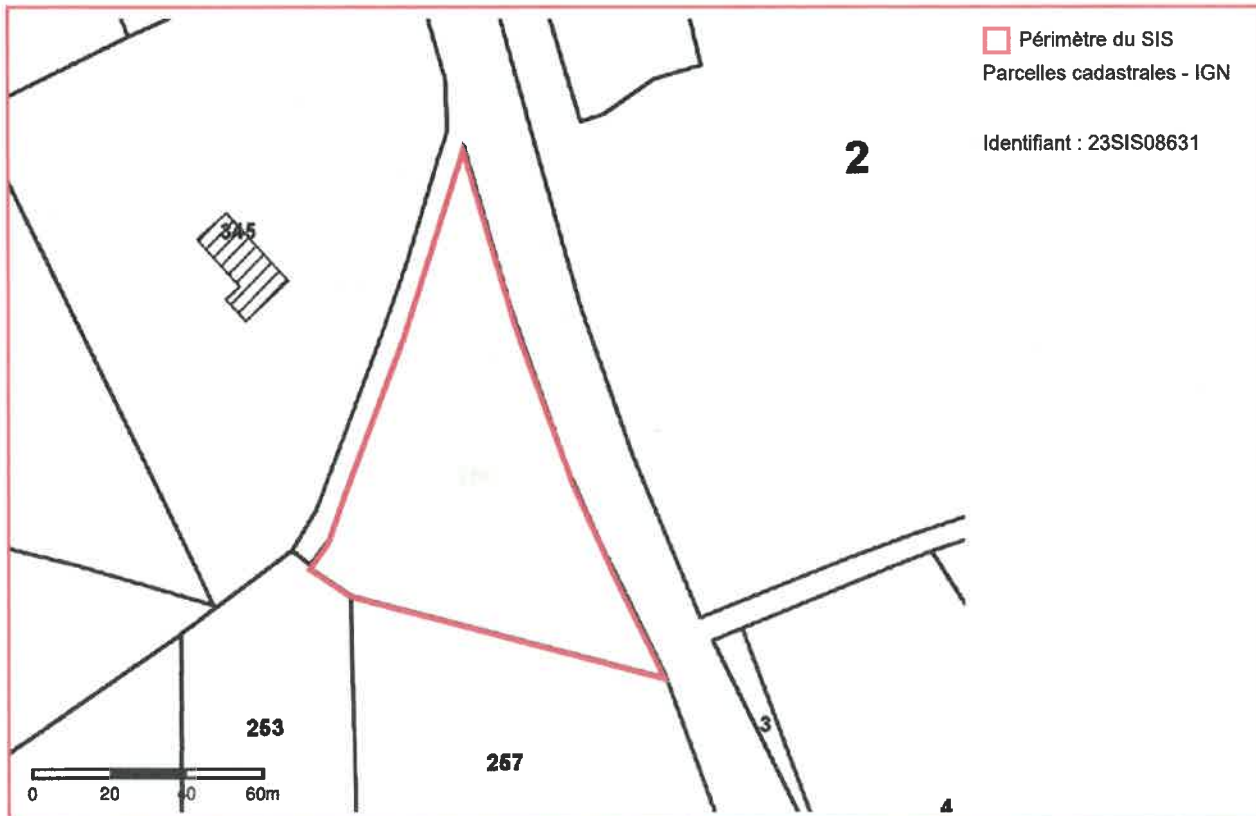 Périmètre du SIS
Parcelles cadastrales - IGN
Identifiant : 23SIS08631
2
345
253
257
3
4
0 20 40 60m